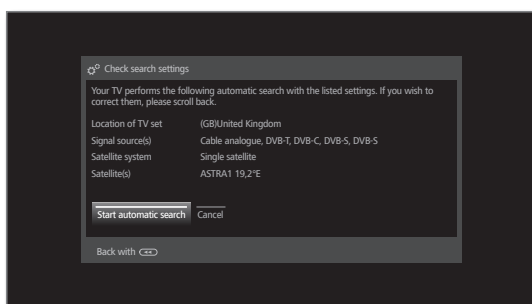 Check search settings
Your TV performs the following automatic search with the listed settings. If you wish to
correct them, please scroll back.
Location of TV set (GB)United Kingdom
Signal source(s) Cable analogue, DVB-T, DVB-C, DVB-S, DVB-S
Satellite system Single satellite
Satellite(s) ASTRA1 19,2°E
Start automatic search Cancel
Back with